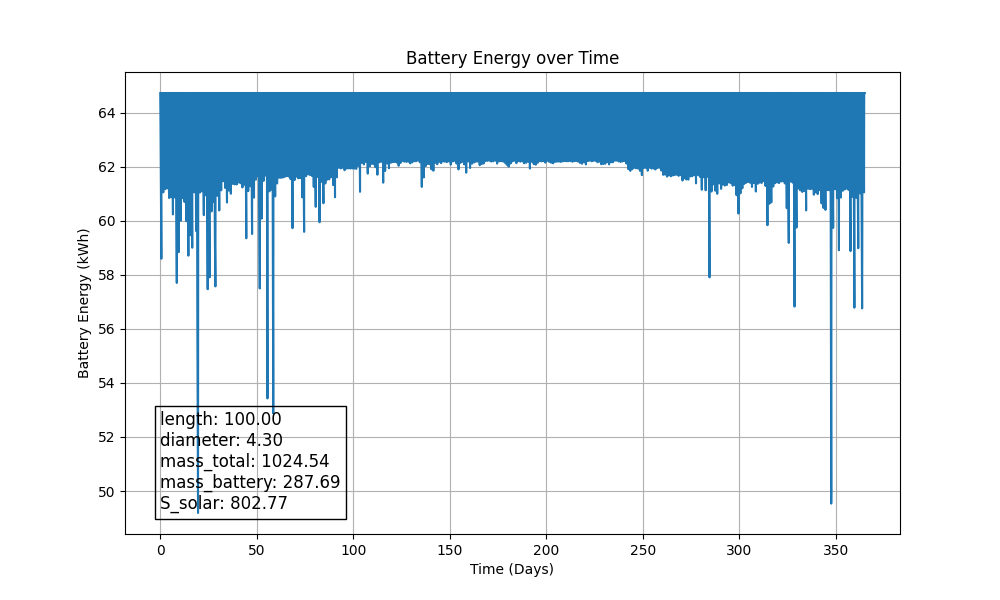 Battery Energy over Time
Battery Energy (kWh)
64
62
60
58
56
54
52
50
length: 100.00
diameter: 4.30
mass_total: 1024.54
mass_battery: 287.69
S_solar: 802.77
0 50 100 150 200 250 300 350
Time (Days)